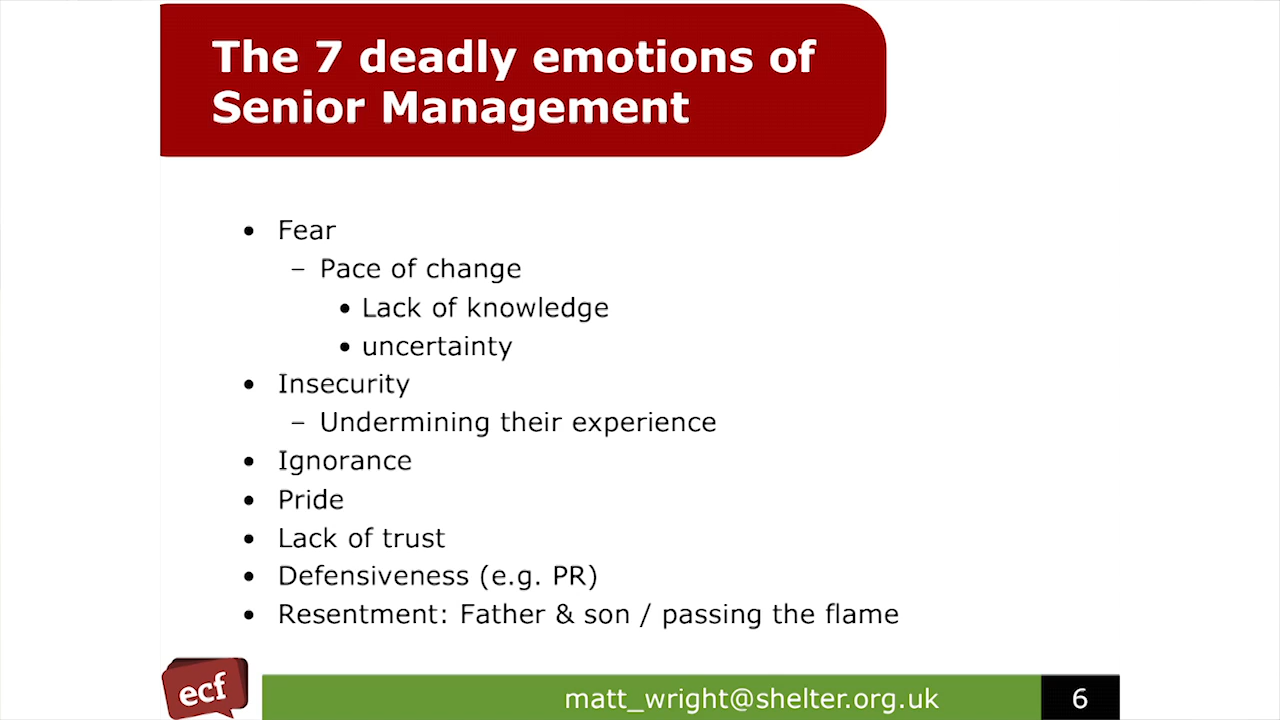 The 7 deadly emotions of
Senior Management
• Fear
– Pace of change
• Lack of knowledge
• uncertainty
• Insecurity
– Undermining their experience
• Ignorance
• Pride
• Lack of trust
• Defensiveness (e.g. PR)
• Resentment: Father & son / passing the flame
ecf
matt_wright@shelter.org.uk
6